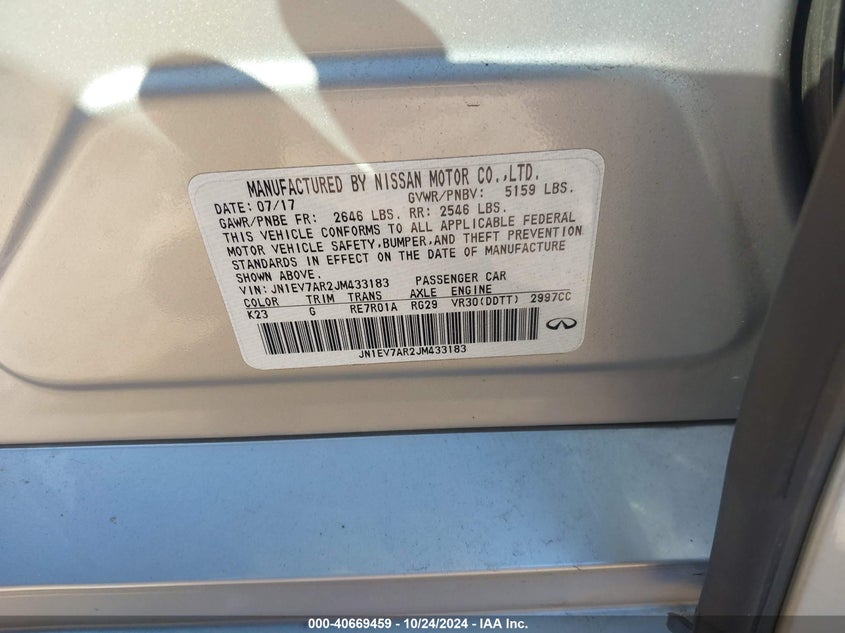 MANUFACTURED BY NISSAN MOTOR CO.,LTD.
DATE: 07/17 GVWR/PNBV: 5159 LBS.
GAWR/PNBE FR: 2646 LBS. RR: 2546 LBS.
THIS VEHICLE CONFORMS TO ALL APPLICABLE FEDERAL
MOTOR VEHICLE SAFETY,BUMPER,AND THEFT PREVENTION
STANDARDS IN EFFECT ON THE DATE OF MANUFACTURE
SHOWN ABOVE.
VIN: JN1EV7AR2JM433183 PASSENGER CAR
COLOR TRIM TRANS AXLE ENGINE
K23 G RE7R01A RG29 VR30(DDTT) 2997CC
JN1EV7AR2JM433183
000-40669459 - 10/24/2024 - IAA Inc.